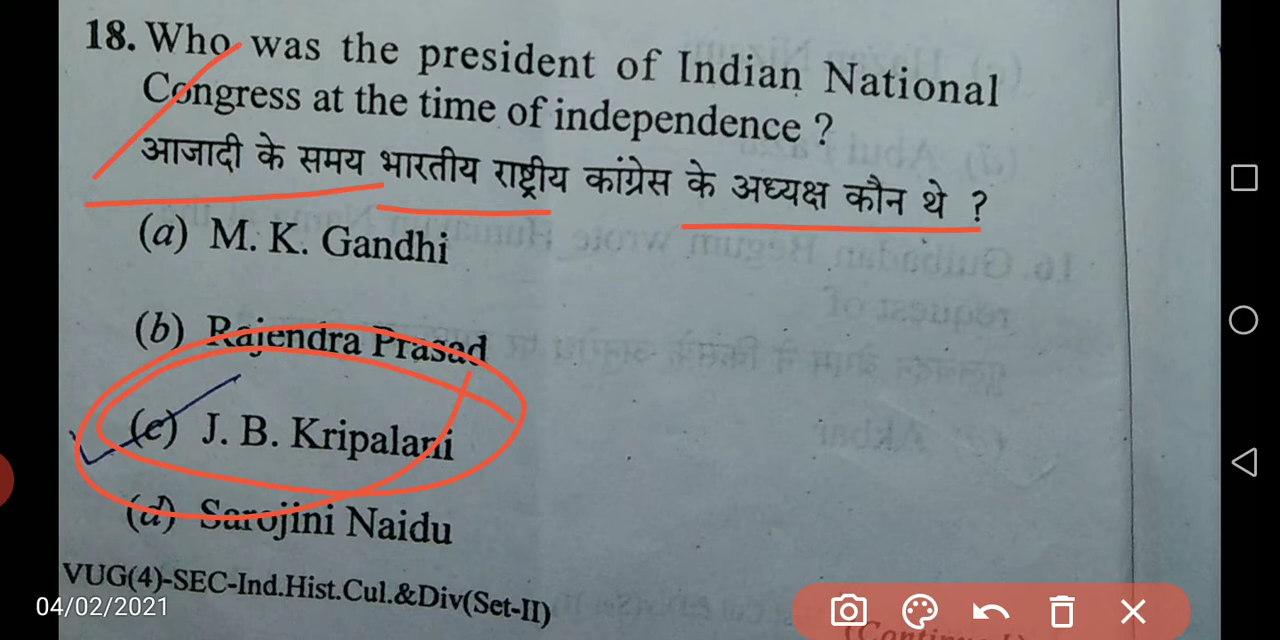 18. Who was the president of Indian National
Congress at the time of independence ?
आजादी के समय भारतीय राष्ट्रीय कांग्रेस के अध्यक्ष कौन थे ?
(a) M. K. Gandhi
(b) Rajendra Prasad
(c) J. B. Kripalani
(d) Sarojini Naidu
VUG(4)-SEC-Ind.Hist.Cul.&Div(Set-II)
04/02/2021